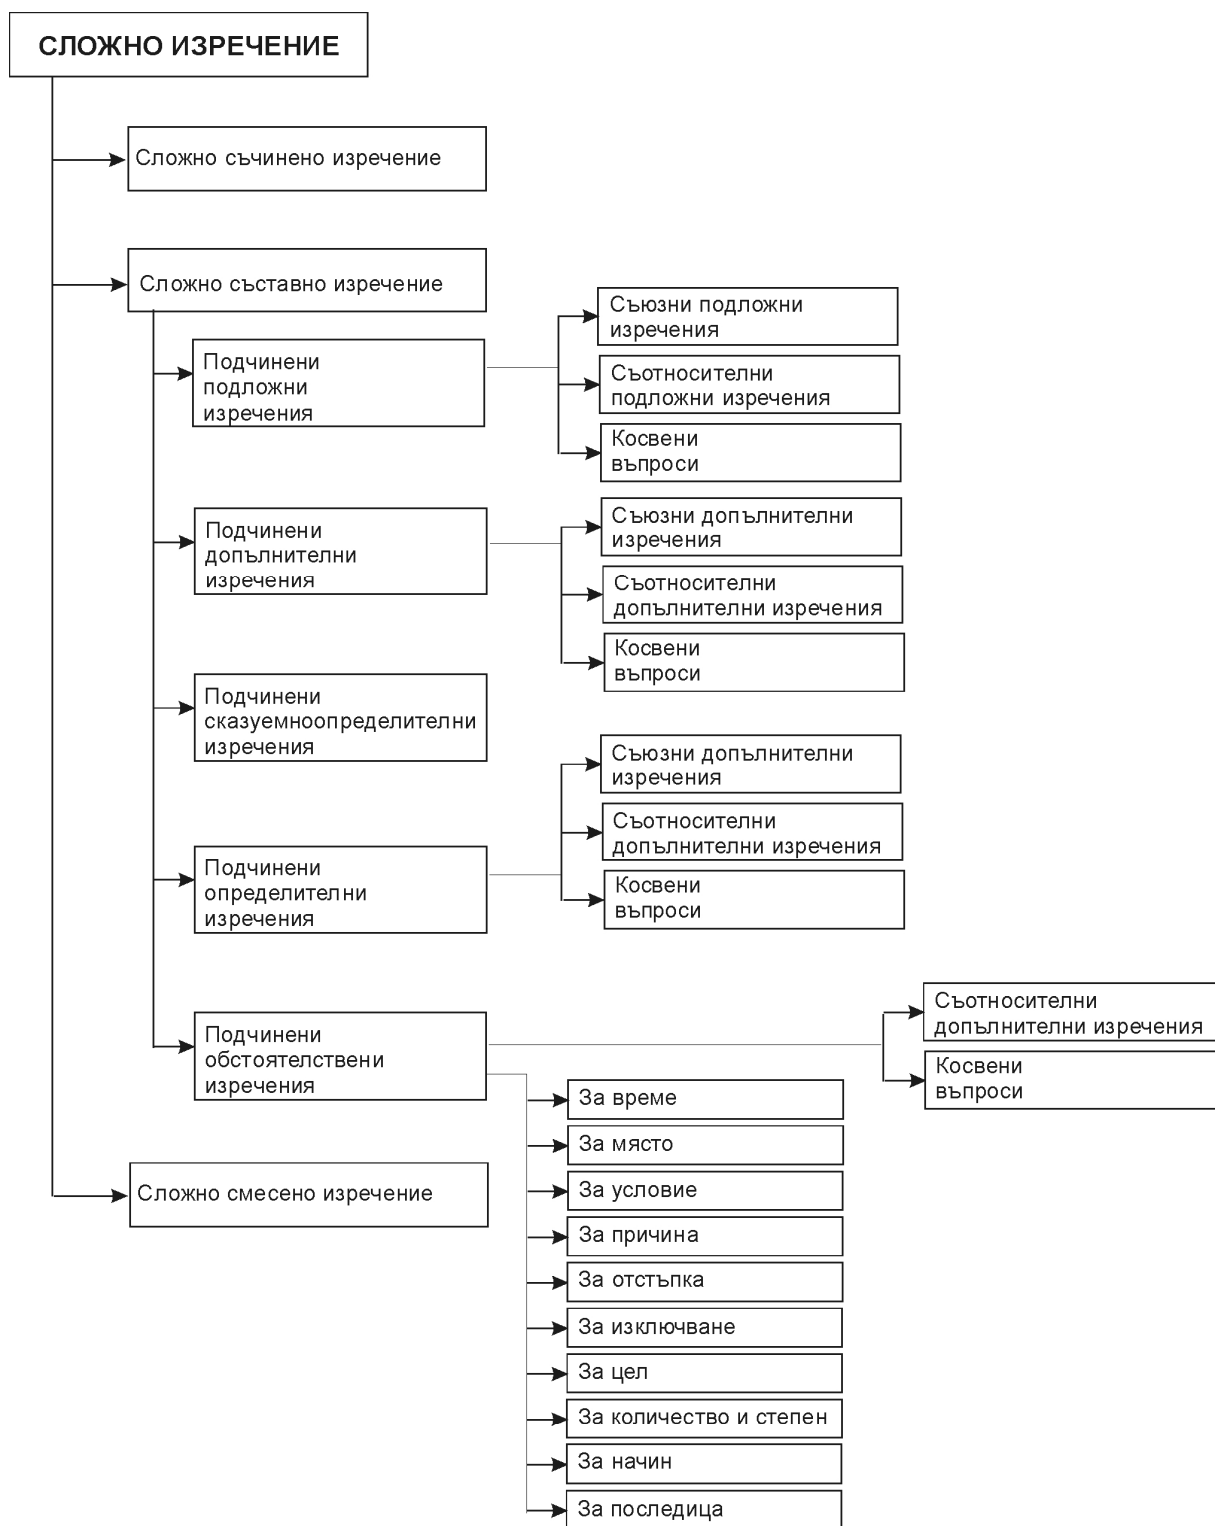 СЛОЖНО ИЗРЕЧЕНИЕ
Сложно съчинено изречение
Сложно съставно изречение
Подчинени
подложни
изречения
Съюзни подложни
изречения
Съотносителни
подложни изречения
Косвени
въпроси
Подчинени
допълнителни
изречения
Съюзни допълнителни
изречения
Съотносителни
допълнителни изречения
Косвени
въпроси
Подчинени
сказуемноопределителни
изречения
Подчинени
определителни
изречения
Съюзни допълнителни
изречения
Съотносителни
допълнителни изречения
Косвени
въпроси
Подчинени
обстоятелствени
изречения
Съотносителни
допълнителни изречения
Косвени
въпроси
За време
За място
За условие
За причина
За отстъпка
За изключване
За цел
За количество и степен
За начин
За последица
Сложно смесено изречение